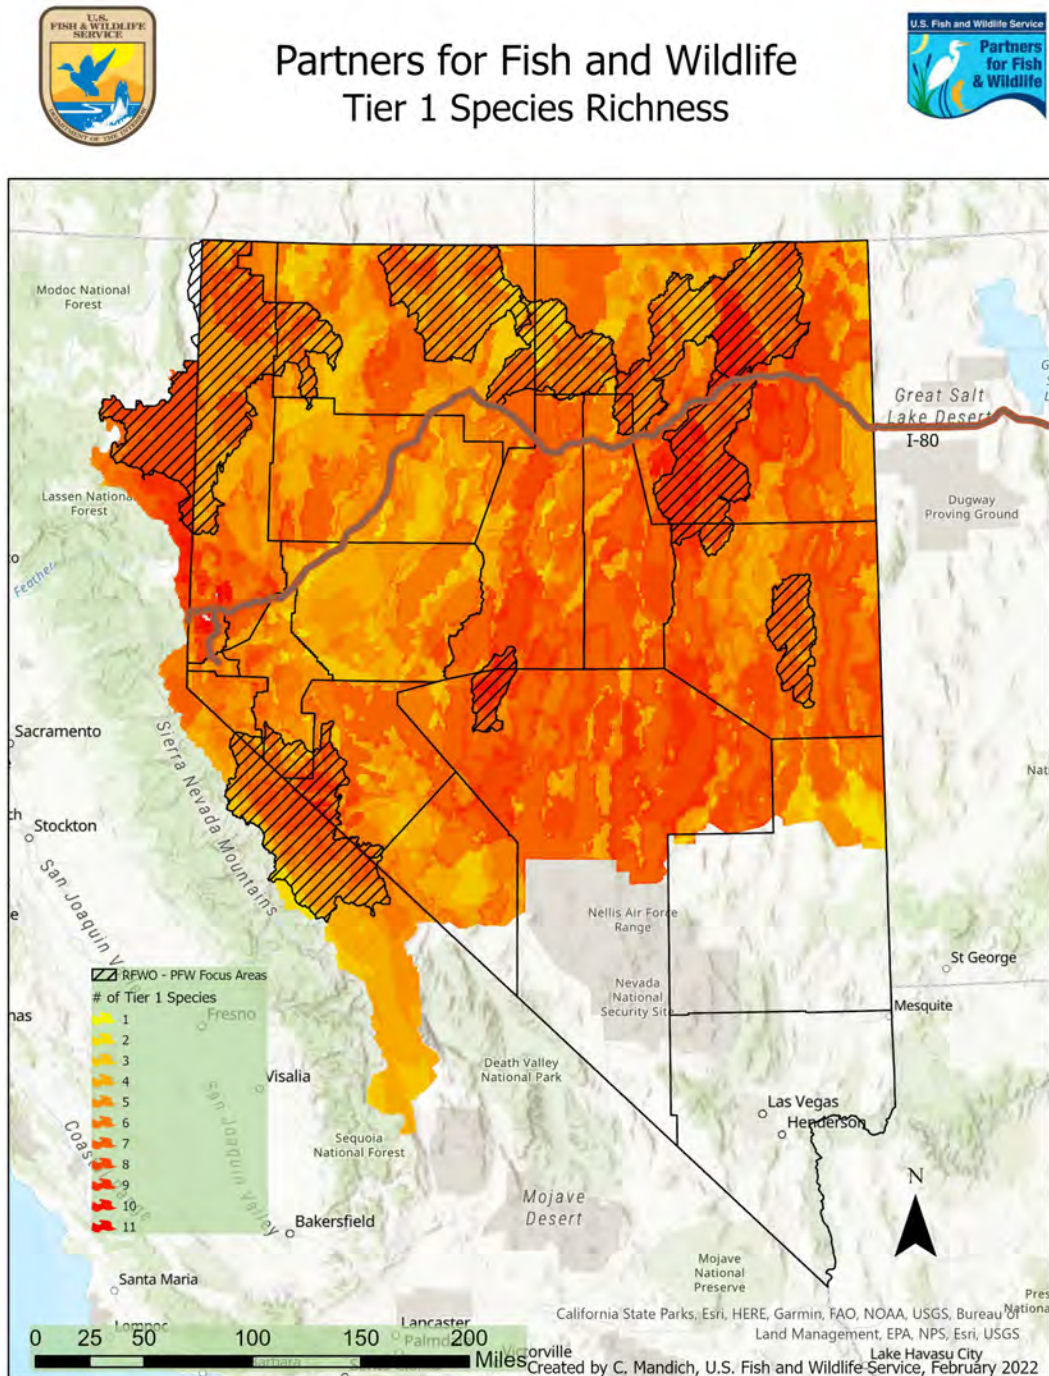 U.S.
FISH & WILDLIFE
SERVICE
DEPARTMENT OF THE INTERIOR
Partners for Fish and Wildlife
Tier 1 Species Richness
U.S. Fish and Wildlife Service
Partners
for Fish
& Wildlife
Modoc National
Forest
Great Salt
Lake Desert
I-80
Lassen National
Forest
Dugway
Proving Ground
Feather
Sacramento
Sierra Nevada Mountains
Stockton
San Joaquin V
Nellis Air Force
Range
St George
RFWO - PFW Focus Areas
# of Tier 1 Species
Nevada
National
Security Site
Mesquite
1
2
3
4
5
6
7
8
9
10
11
Fresno
Visalia
San Joaquin Valley
Coast Range
Death Valley
National Park
Las Vegas
Henderson
Sequoia
National Forest
N
Mojave
Desert
Bakersfield
Mojave
National
Preserve
Santa Maria
California State Parks, Esri, HERE, Garmin, FAO, NOAA, USGS, Bureau of
Land Management, EPA, NPS, Esri, USGS
Lompoc
Lancaster
Palmd
0 25 50 100 150 200
Miles
Victorville
Lake Havasu City
Created by C. Mandich, U.S. Fish and Wildlife Service, February 2022